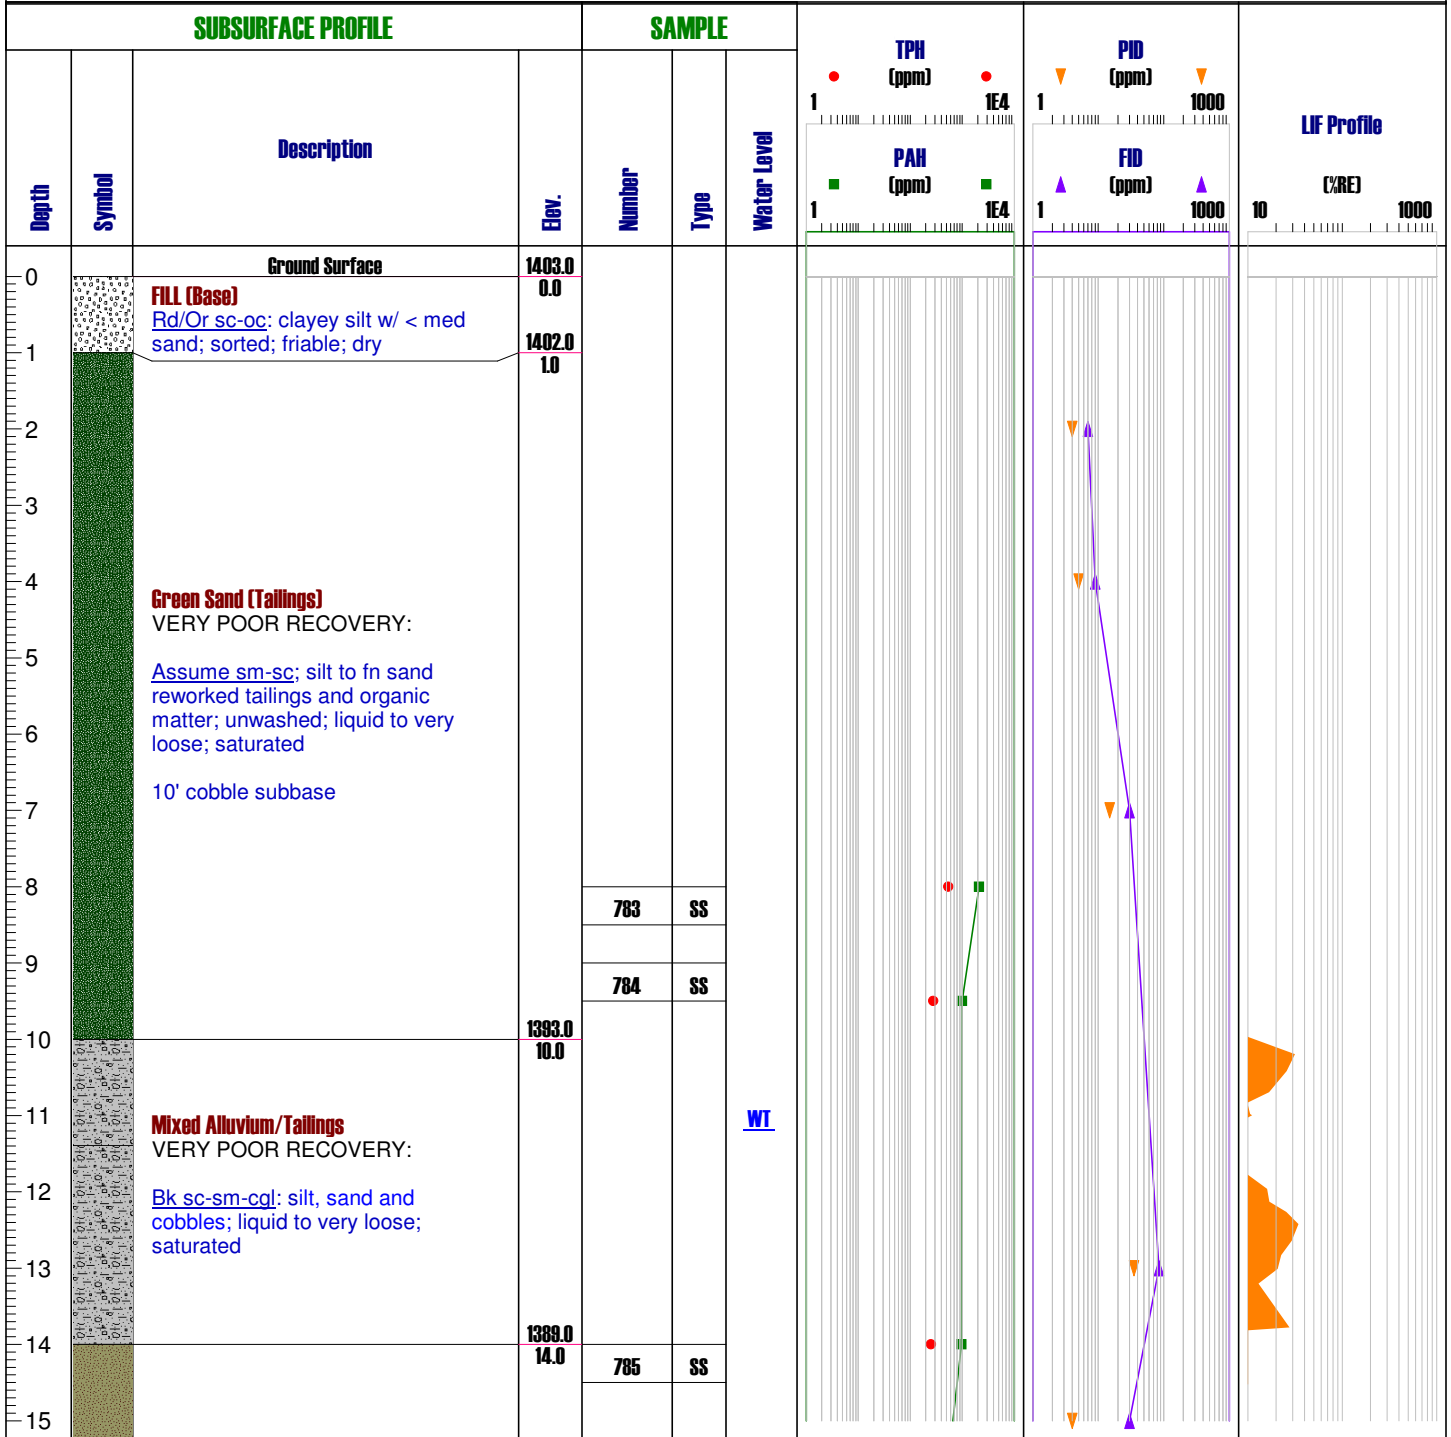 SUBSURFACE PROFILE
SAMPLE
Depth
Symbol
Description
Elev.
Number
Type
Water Level
TPH
(ppm)
1 1E4
PAH
(ppm)
1 1E4
PID
(ppm)
1 1000
FID
(ppm)
1 1000
LIF Profile
(%RE)
10 1000
0
1
2
3
4
5
6
7
8
9
10
11
12
13
14
15
Ground Surface
1403.0
0.0
FILL (Base)
Rd/Or sc-oc: clayey silt w/ < med
sand; sorted; friable; dry
1402.0
1.0
Green Sand (Tailings)
VERY POOR RECOVERY:
Assume sm-sc; silt to fn sand
reworked tailings and organic
matter; unwashed; liquid to very
loose; saturated
10' cobble subbase
783 SS
784 SS
1393.0
10.0
Mixed Alluvium/Tailings
VERY POOR RECOVERY:
Bk sc-sm-cgl: silt, sand and
cobbles; liquid to very loose;
saturated
WT
1389.0
14.0
785 SS